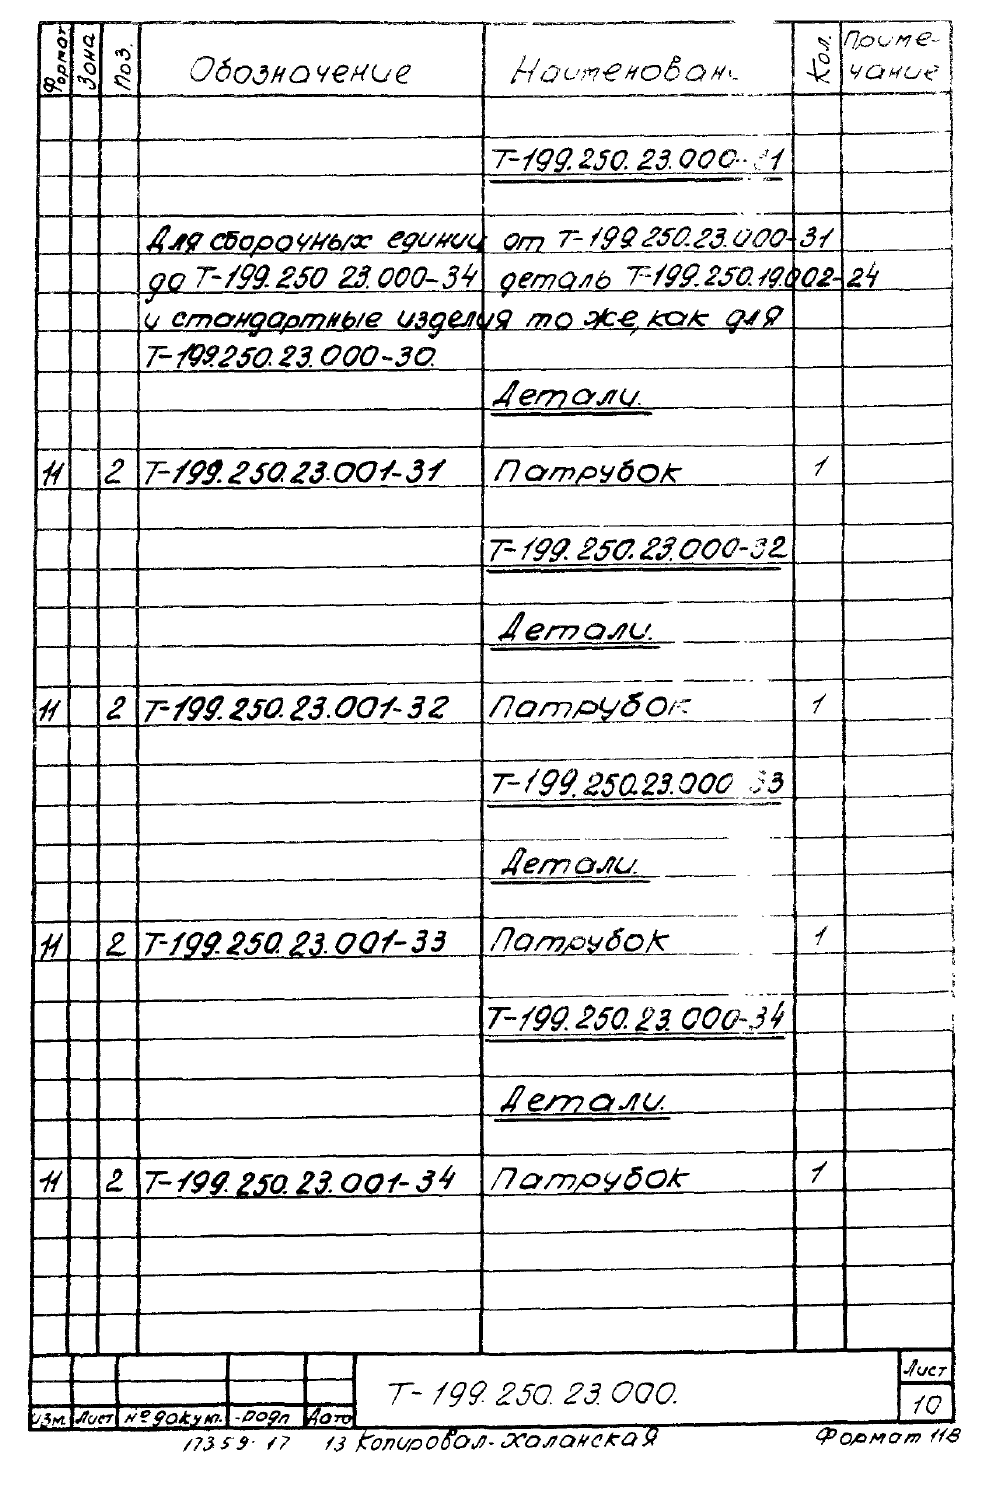 Формат Зона Поз. Обозначение Наименован Кол. Приме-
чание
Т-199.250.23.000-31
Для сборочных единиц от Т-199.250.23.000-31
до Т-199.250 23.000-34 деталь Т-199.250.19.002-24
и стандартные изделия то же, как для
Т-199.250.23.000-30.
Детали.
11 2 Т-199.250.23.001-31 Патрубок 1
Т-199.250.23.000-32
Детали.
11 2 Т-199.250.23.001-32 Патрубок 1
Т-199.250.23.000 33
Детали.
11 2 Т-199.250.23.001-33 Патрубок 1
Т-199.250.23.000-34
Детали.
11 2 Т-199.250.23.001-34 Патрубок 1
Т-199.250.23.000.
Лист
10
Изм. Лист № докум. подп Дата
17359 17 13 Копировал-Халанская Формат 11В